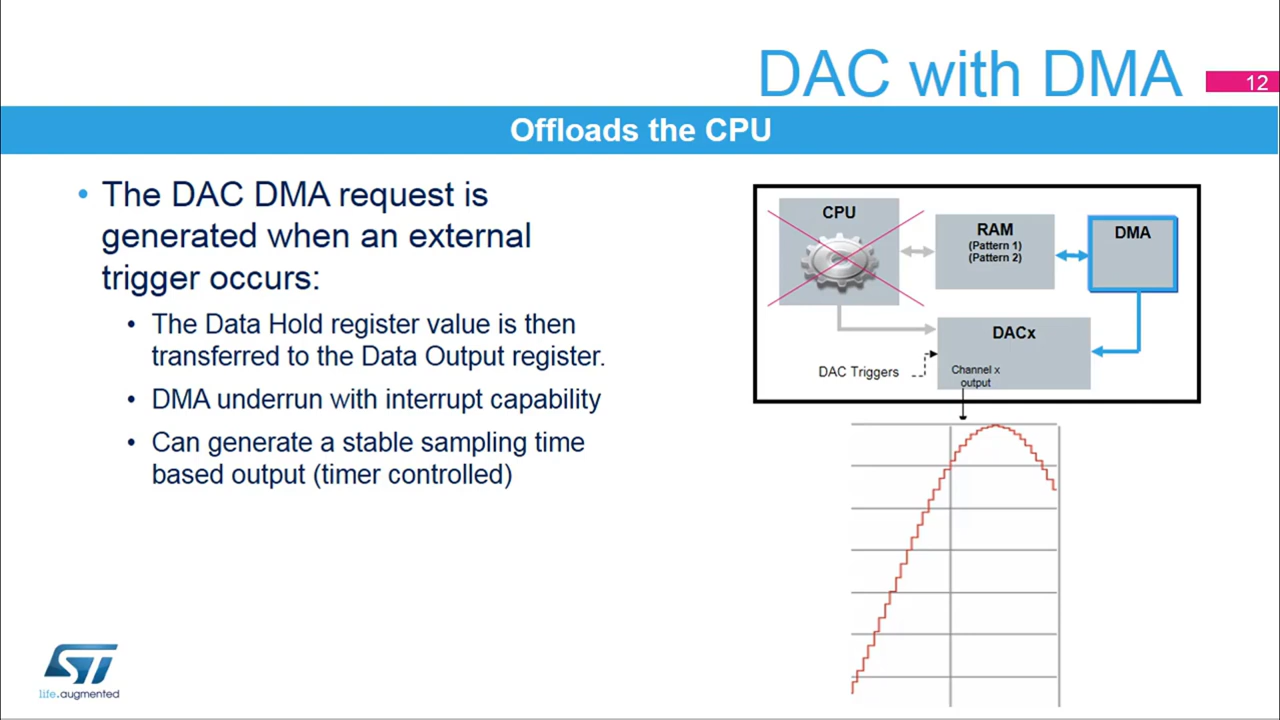 DAC with DMA
12
Offloads the CPU
• The DAC DMA request is
generated when an external
trigger occurs:
• The Data Hold register value is then
transferred to the Data Output register.
• DMA underrun with interrupt capability
• Can generate a stable sampling time
based output (timer controlled)
CPU
RAM
(Pattern 1)
(Pattern 2)
DMA
DACx
DAC Triggers
Channel x
output
ST
life.augmented